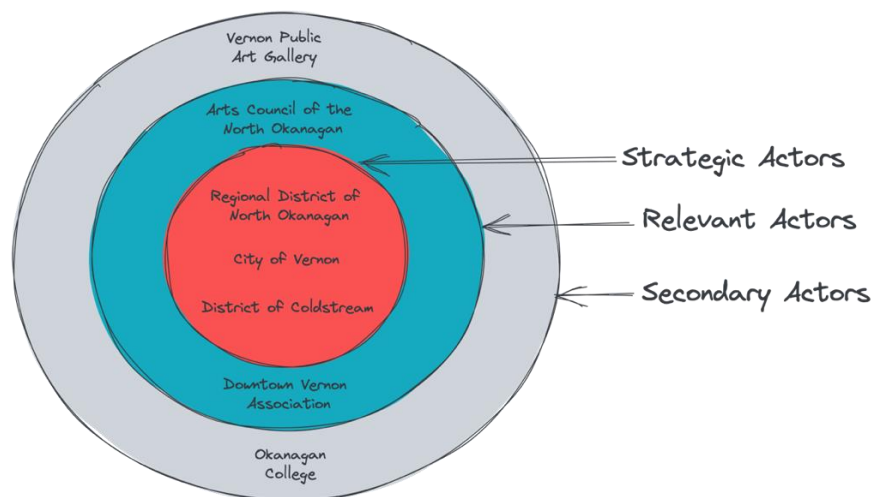 Vernon Public
Art Gallery
Arts Council of the
North Okanagan
Strategic Actors
Regional District of
North Okanagan
Relevant Actors
City of Vernon
Secondary Actors
District of Coldstream
Downtown Vernon
Association
Okanagan
College